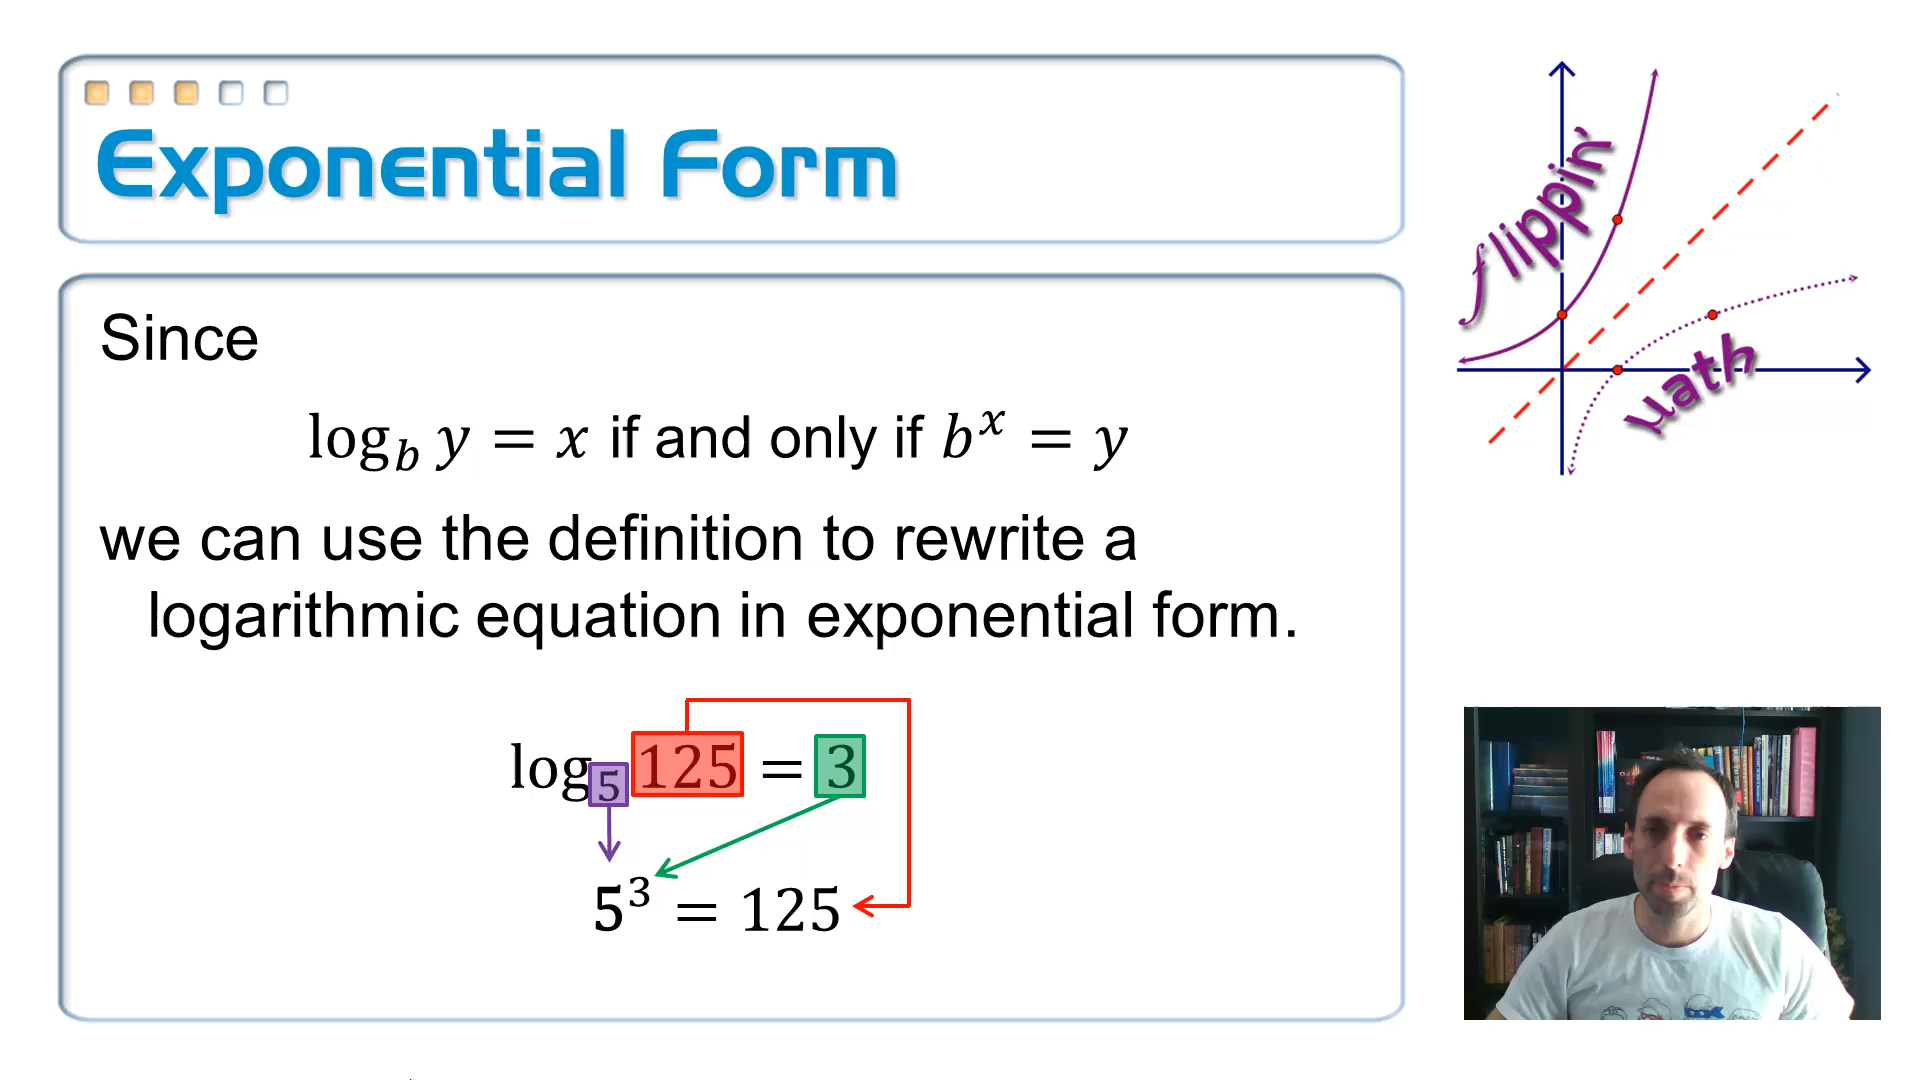 Exponential Form
Since
log_b y = x if and only if b^x = y
we can use the definition to rewrite a
logarithmic equation in exponential form.
log_5 125 = 3
5^3 = 125
flippin'
math